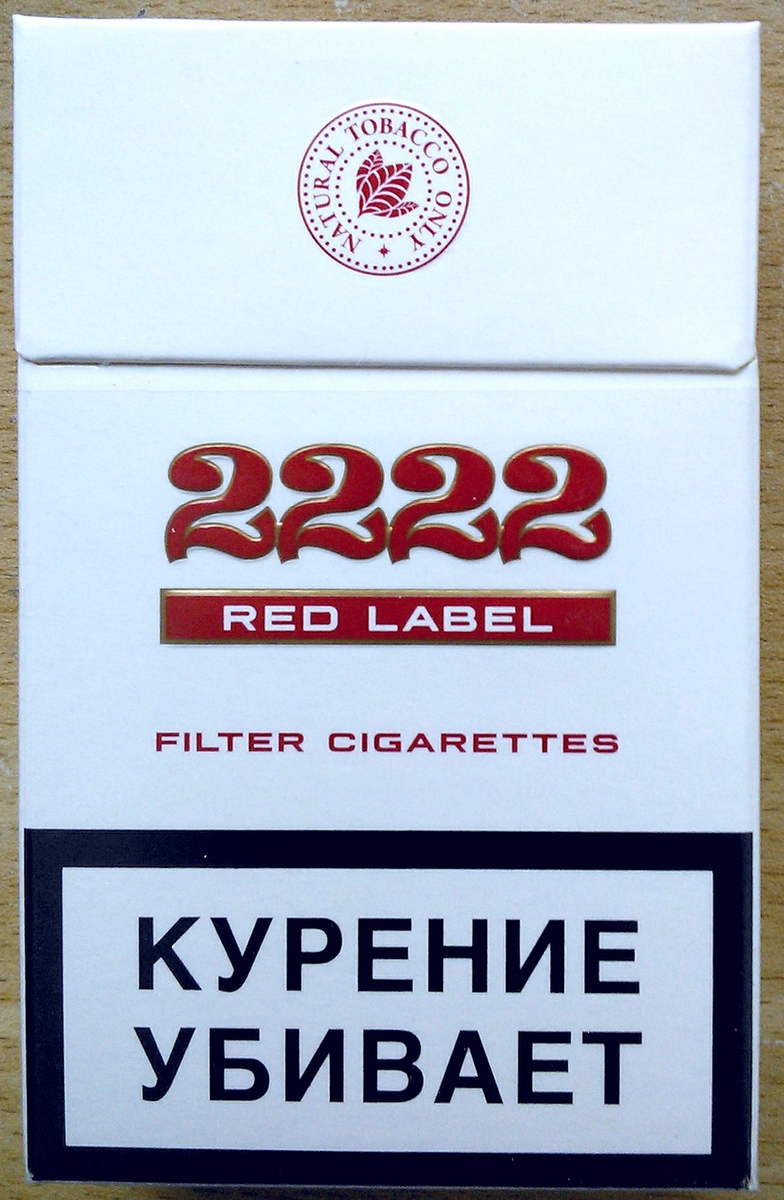 NATURAL TOBACCO ONLY
2222
RED LABEL
FILTER CIGARETTES
КУРЕНИЕ
УБИВАЕТ